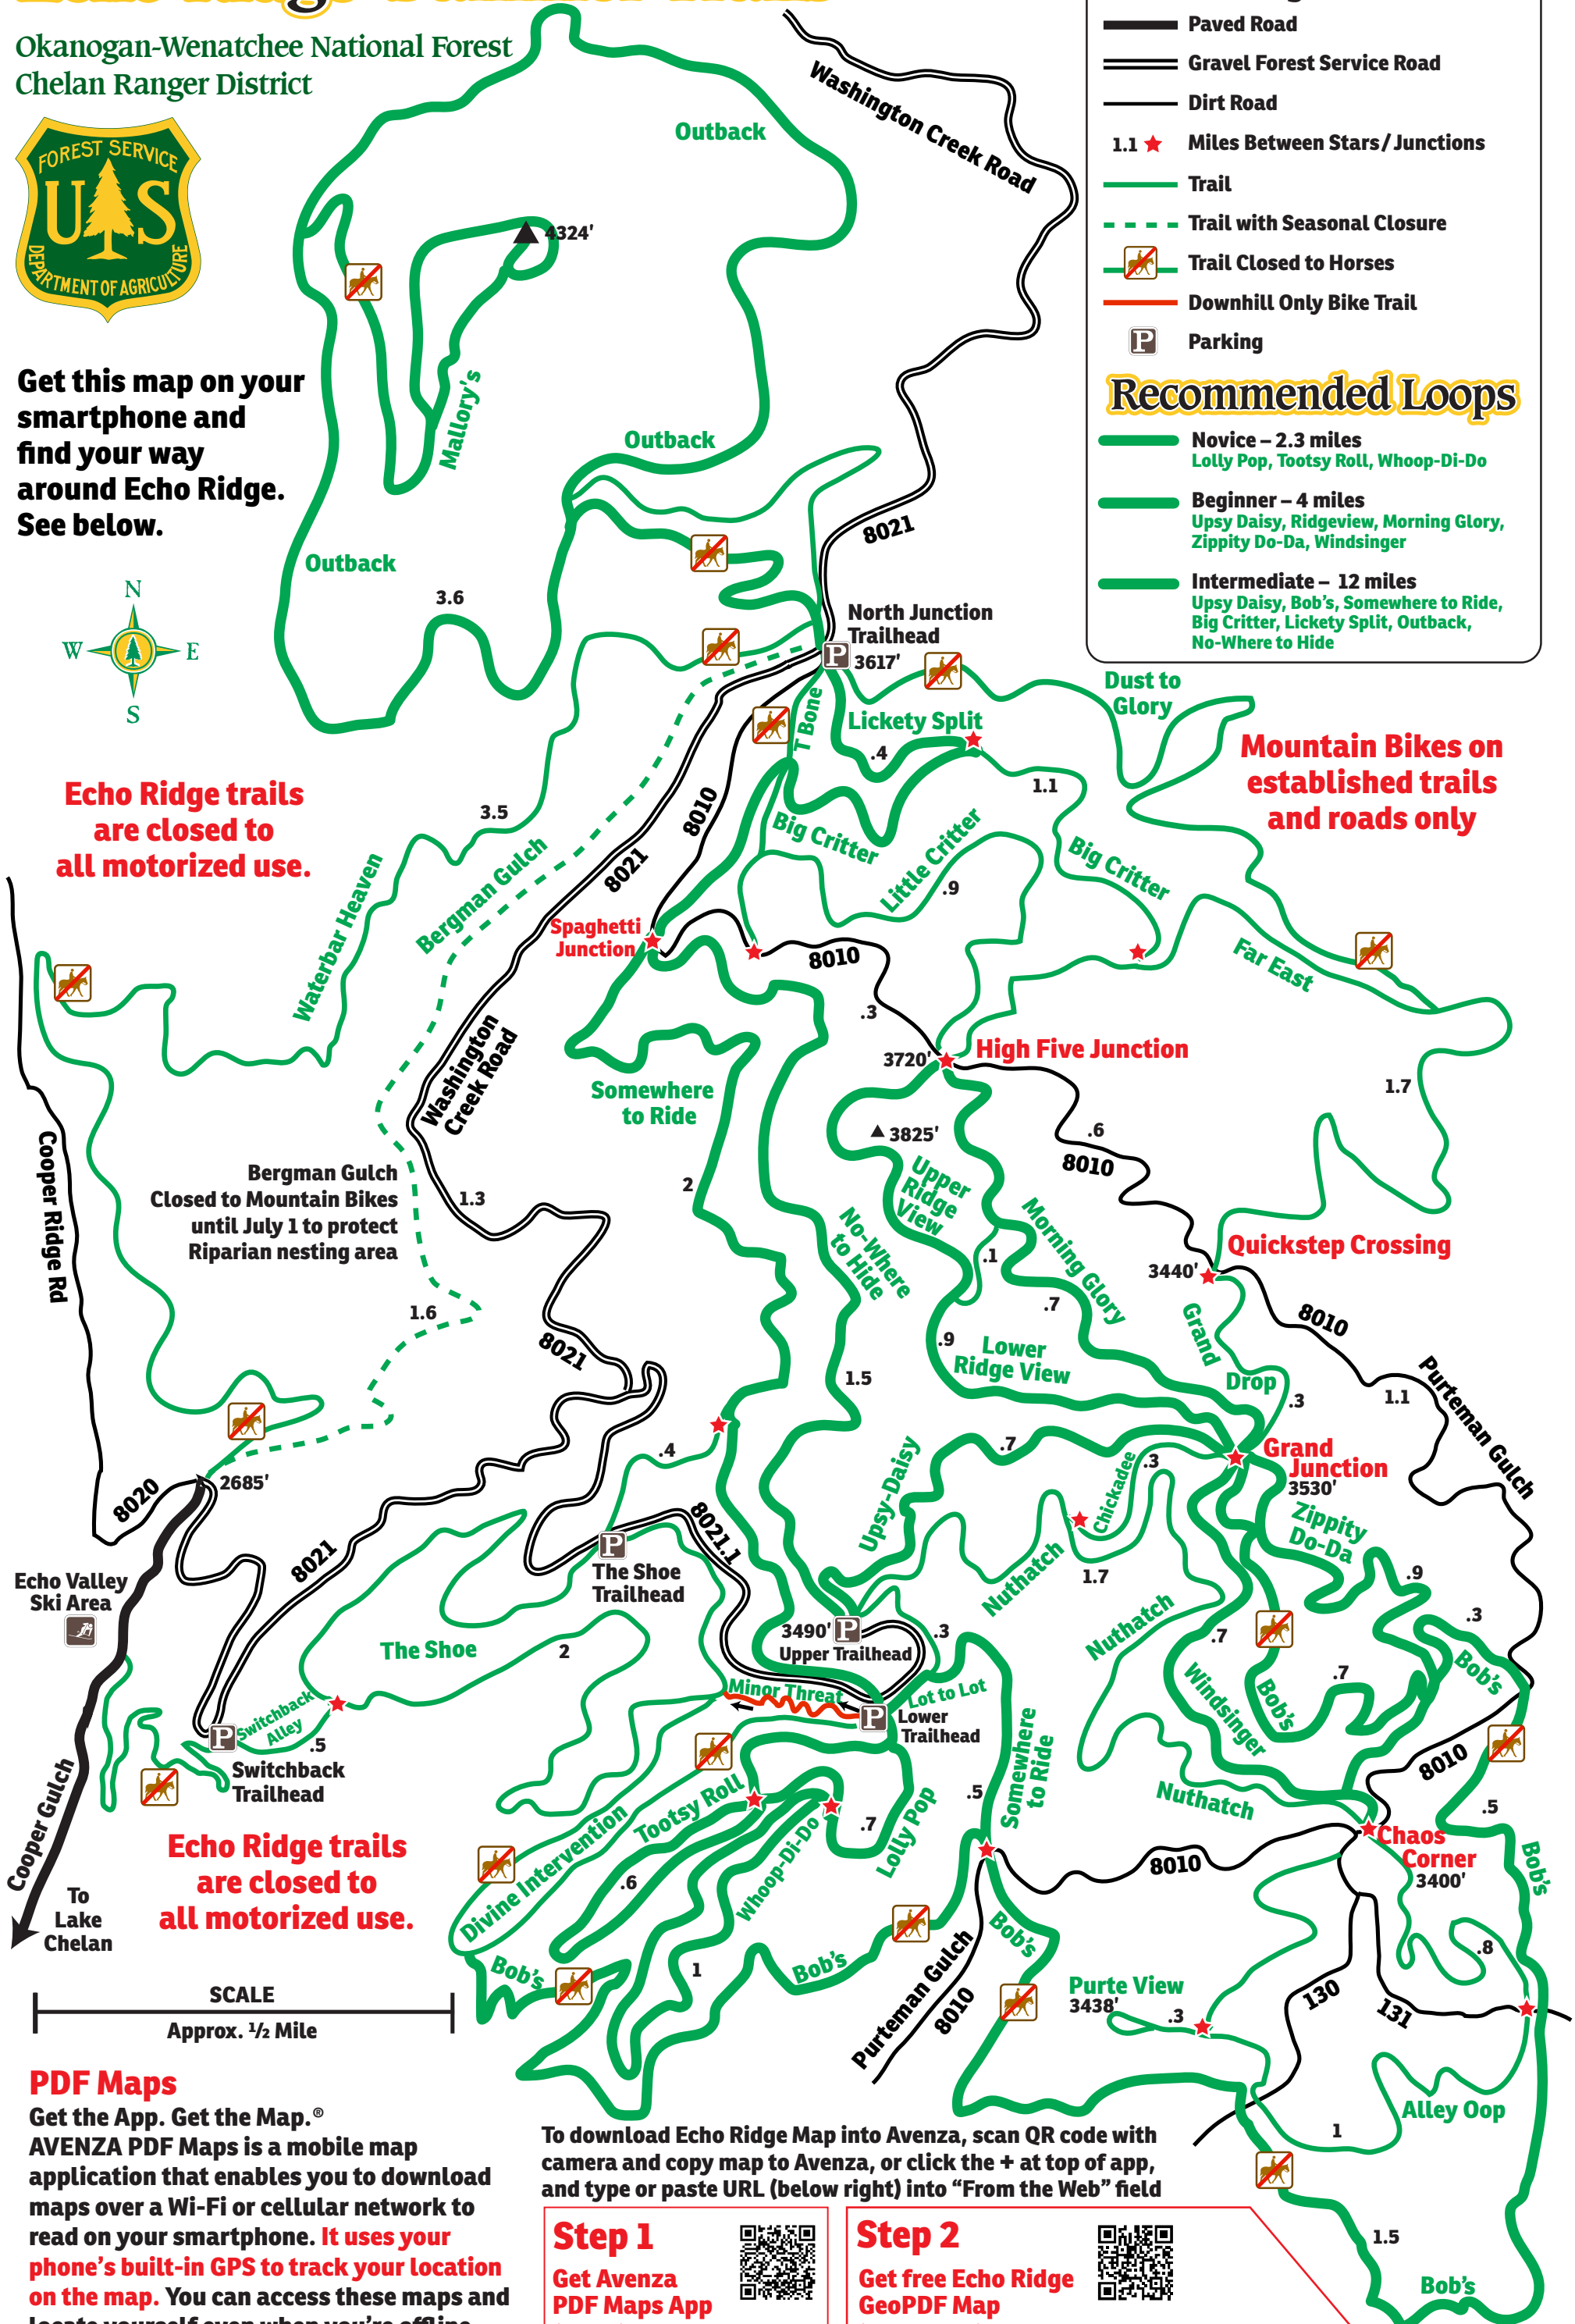 Okanogan-Wenatchee National Forest
Chelan Ranger District
FOREST SERVICE
US
DEPARTMENT OF AGRICULTURE
Get this map on your
smartphone and
find your way
around Echo Ridge.
See below.
N
W E
S
Paved Road
Gravel Forest Service Road
Dirt Road
1.1 Miles Between Stars/Junctions
Trail
Trail with Seasonal Closure
Trail Closed to Horses
Downhill Only Bike Trail
P Parking
Recommended Loops
Novice – 2.3 miles
Lolly Pop, Tootsy Roll, Whoop-Di-Do
Beginner – 4 miles
Upsy Daisy, Ridgeview, Morning Glory,
Zippity Do-Da, Windsinger
Intermediate – 12 miles
Upsy Daisy, Bob's, Somewhere to Ride,
Big Critter, Lickety Split, Outback,
No-Where to Hide
Washington Creek Road
Outback
4324'
Mallory's
Outback
8021
Outback
3.6
North Junction
Trailhead
P 3617'
Dust to
Glory
T Bone
Lickety Split
.4
Mountain Bikes on
established trails
and roads only
Echo Ridge trails
are closed to
all motorized use.
3.5
8010
1.1
Big Critter
Little Critter
.9
Big Critter
Waterbar Heaven
Bergman Gulch
8021
Spaghetti
Junction
8010
Far East
.3
3720'
High Five Junction
Washington
Creek Road
Somewhere
to Ride
1.7
3825'
.6
8010
Cooper Ridge Rd
Bergman Gulch
Closed to Mountain Bikes
until July 1 to protect
Riparian nesting area
1.3
2
Upper
Ridge
View
No-Where
to Hide
.1
Morning Glory
Quickstep Crossing
3440'
1.6
.7
Grand
Drop
8010
8021
.9
Lower
Ridge View
1.5
.3
1.1
Purteman Gulch
.4
.7
Upsy-Daisy
Chickadee
.3
Grand
Junction
3530'
8020
2685'
8021
8021.1
Zippity
Do-Da
P
The Shoe
Trailhead
Nuthatch
1.7
.9
Echo Valley
Ski Area
The Shoe
2
3490' P
Upper Trailhead
.3
Nuthatch
.7
.3
.7
Bob's
Bob's
Windsinger
Minor Threat
Lot to Lot
P Lower
Trailhead
Switchback
Alley
.5
P
Switchback
Trailhead
Somewhere
to Ride
.5
8010
Nuthatch
.5
Tootsy Roll
.7
Lolly Pop
Cooper Gulch
To
Lake
Chelan
Echo Ridge trails
are closed to
all motorized use.
Divine Intervention
.6
Whoop-Di-Do
8010
Chaos
Corner
3400'
Bob's
Bob's
1
Bob's
Bob's
Purteman Gulch
8010
.8
Purte View
3438'
.3
130
131
SCALE
Approx. ½ Mile
Alley Oop
1
1.5
Bob's
PDF Maps
Get the App. Get the Map.®
AVENZA PDF Maps is a mobile map
application that enables you to download
maps over a Wi-Fi or cellular network to
read on your smartphone. It uses your
phone's built-in GPS to track your location
on the map. You can access these maps and
To download Echo Ridge Map into Avenza, scan QR code with
camera and copy map to Avenza, or click the + at top of app,
and type or paste URL (below right) into “From the Web” field
Step 1
Get Avenza
PDF Maps App
Step 2
Get free Echo Ridge
GeoPDF Map